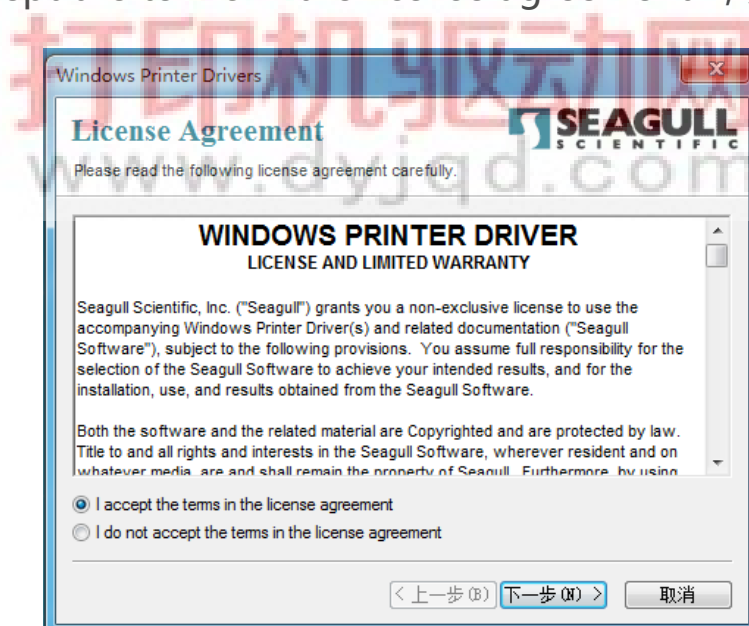 ept the terms in the license agreement
打印机驱动网
Windows Printer Drivers
License Agreement
SEAGULL
SCIENTIFIC
Please read the following license agreement carefully.
www.dyjqd.com
WINDOWS PRINTER DRIVER
LICENSE AND LIMITED WARRANTY
Seagull Scientific, Inc. ("Seagull") grants you a non-exclusive license to use the
accompanying Windows Printer Driver(s) and related documentation ("Seagull
Software"), subject to the following provisions. You assume full responsibility for the
selection of the Seagull Software to achieve your intended results, and for the
installation, use, and results obtained from the Seagull Software.
Both the software and the related material are Copyrighted and are protected by law.
Title to and all rights and interests in the Seagull Software, wherever resident and on
whatever media, are and shall remain the property of Seagull. Furthermore, by using
I accept the terms in the license agreement
I do not accept the terms in the license agreement
< 上一步(B) 下一步(N) > 取消